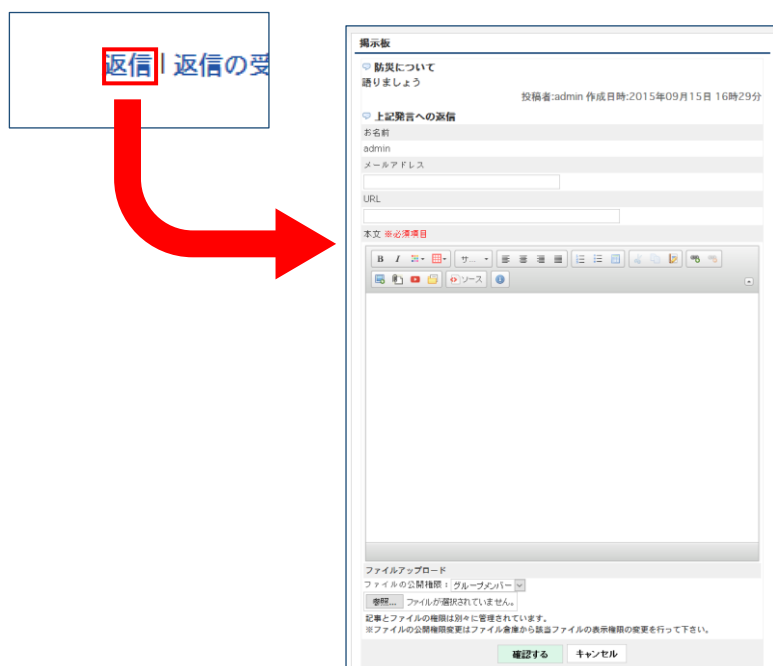 返信 | 返信の受
掲示板
防災について
語りましょう
投稿者:admin 作成日時:2015年09月15日 16時29分
上記発言への返信
お名前
admin
メールアドレス
URL
本文 ※必須項目
B I サ...
ソース
ファイルアップロード
ファイルの公開権限： グループメンバー
参照... ファイルが選択されていません。
記事とファイルの権限は別々に管理されています。
※ファイルの公開権限変更はファイル倉庫から該当ファイルの表示権限の変更を行って下さい。
確認する キャンセル